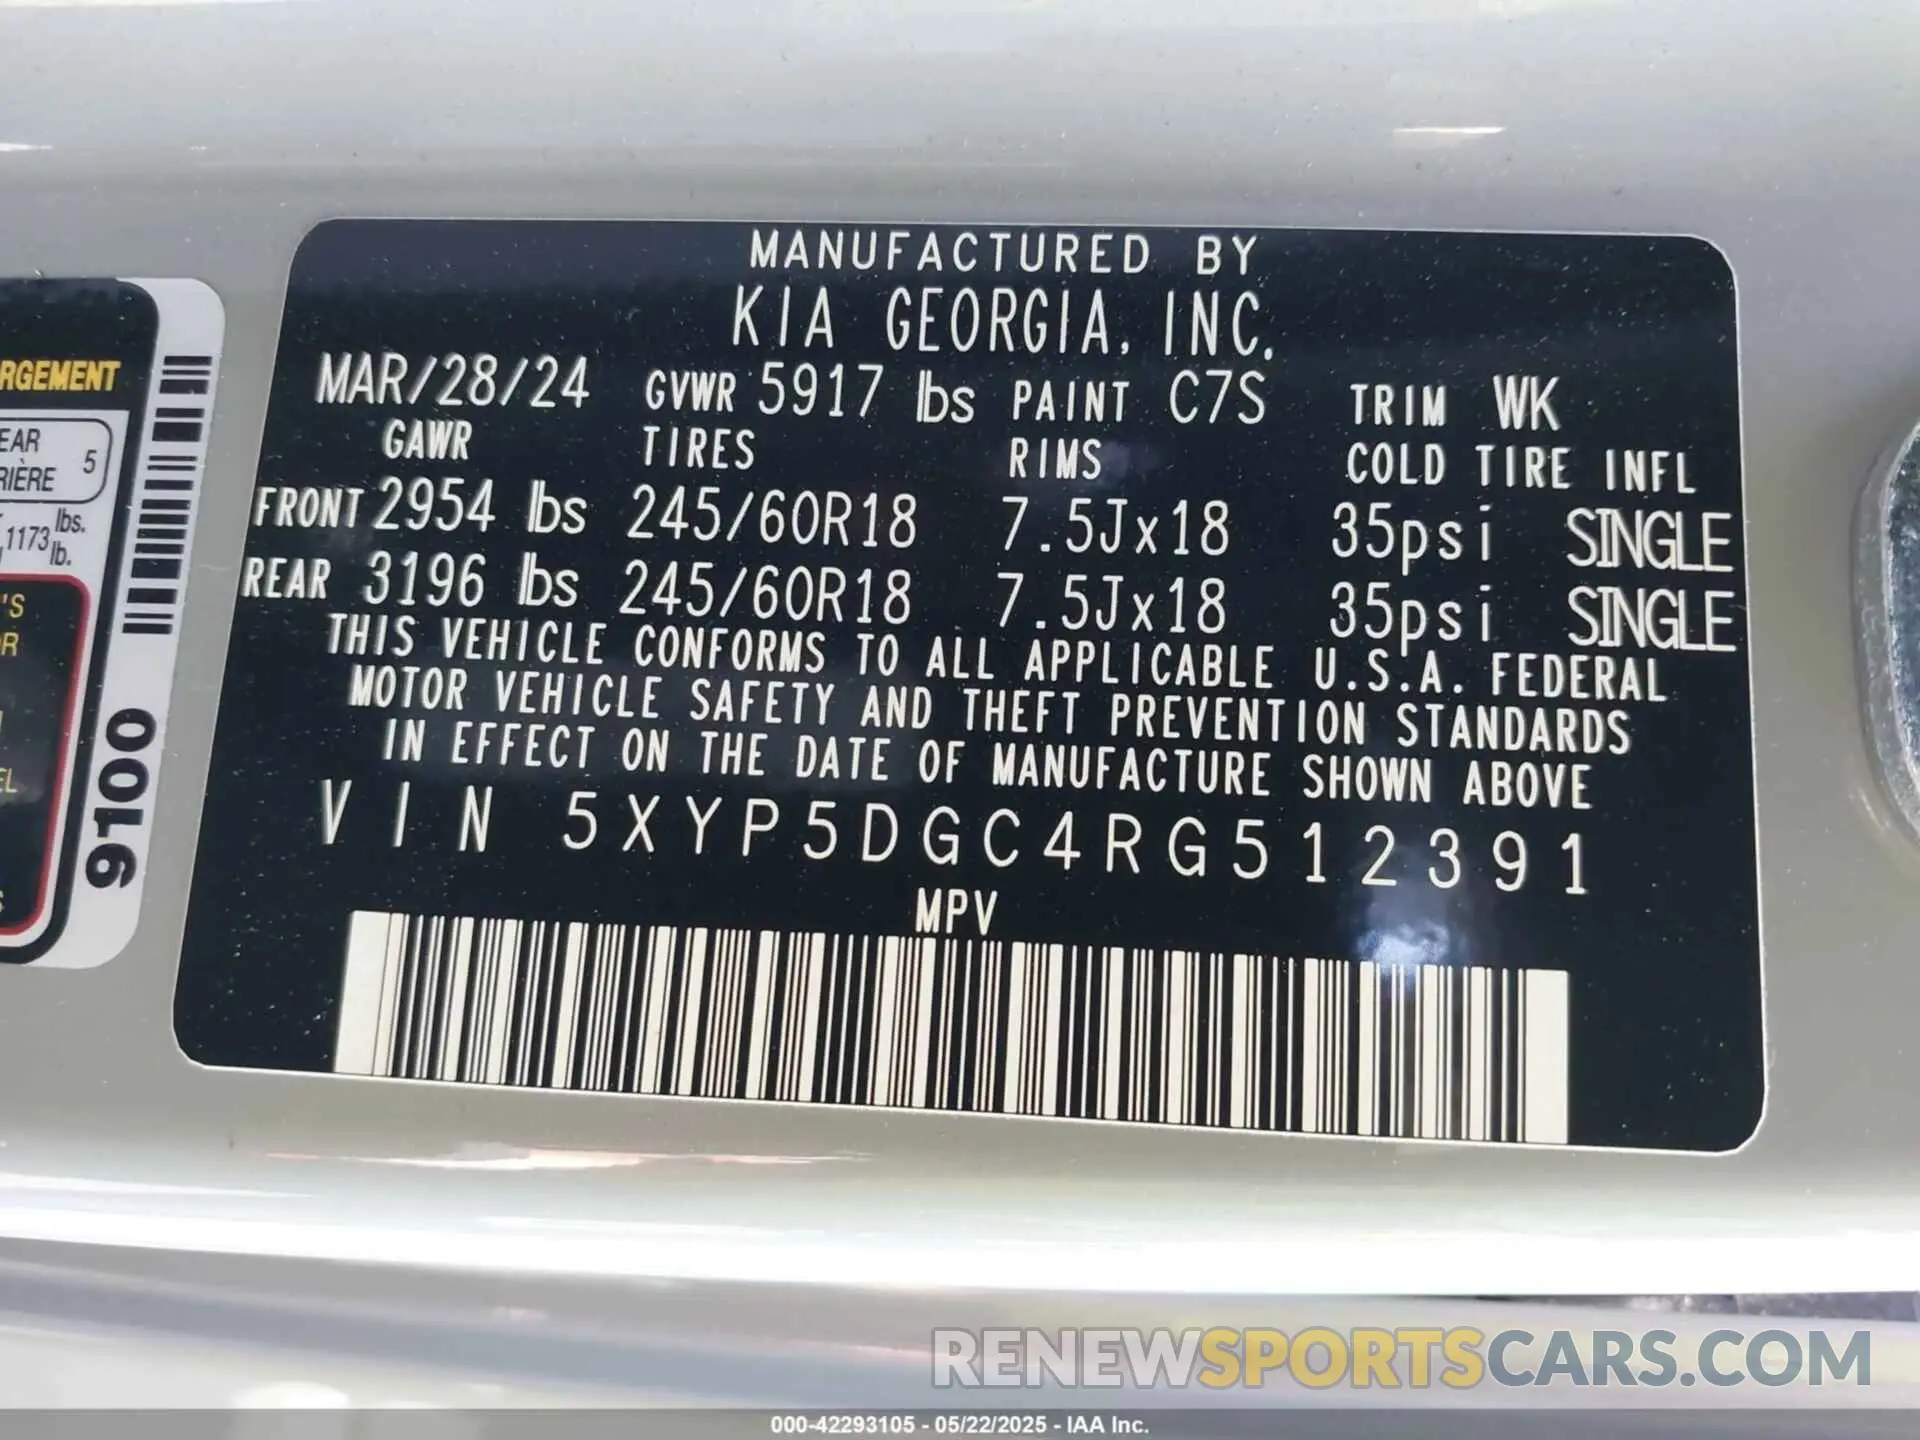 MANUFACTURED BY
KIA GEORGIA, INC.
MAR/28/24 GVWR 5917 lbs PAINT C7S TRIM WK
GAWR TIRES RIMS COLD TIRE INFL
FRONT 2954 lbs 245/60R18 7.5Jx18 35psi SINGLE
REAR 3196 lbs 245/60R18 7.5Jx18 35psi SINGLE
THIS VEHICLE CONFORMS TO ALL APPLICABLE U.S.A. FEDERAL
MOTOR VEHICLE SAFETY AND THEFT PREVENTION STANDARDS
IN EFFECT ON THE DATE OF MANUFACTURE SHOWN ABOVE
VIN 5XYP5DGC4RG512391
MPV
RGEMENT
EAR
RIÈRE 5
1173 lbs.
lb.
'S
OR
EL
9100
RENEWSPORTSCARS.COM
000-42293105 - 05/22/2025 - IAA Inc.